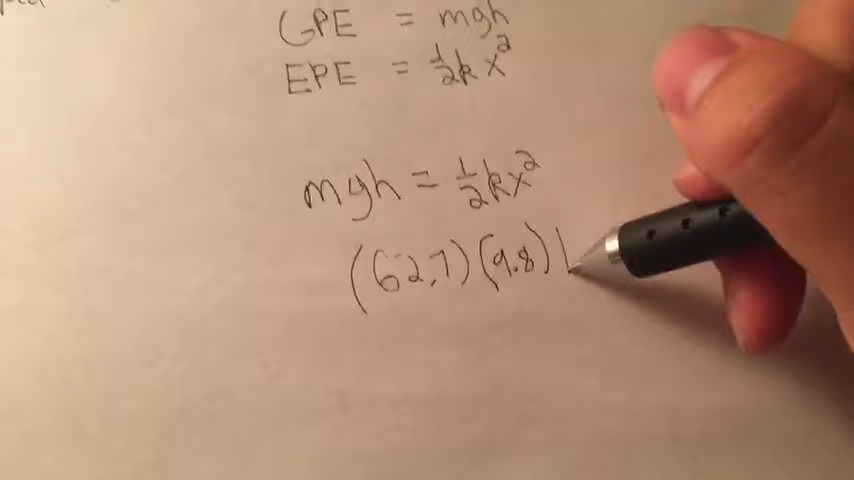 GPE = mgh
EPE = ½kx²
mgh = ½kx²
(62.7)(9.8)